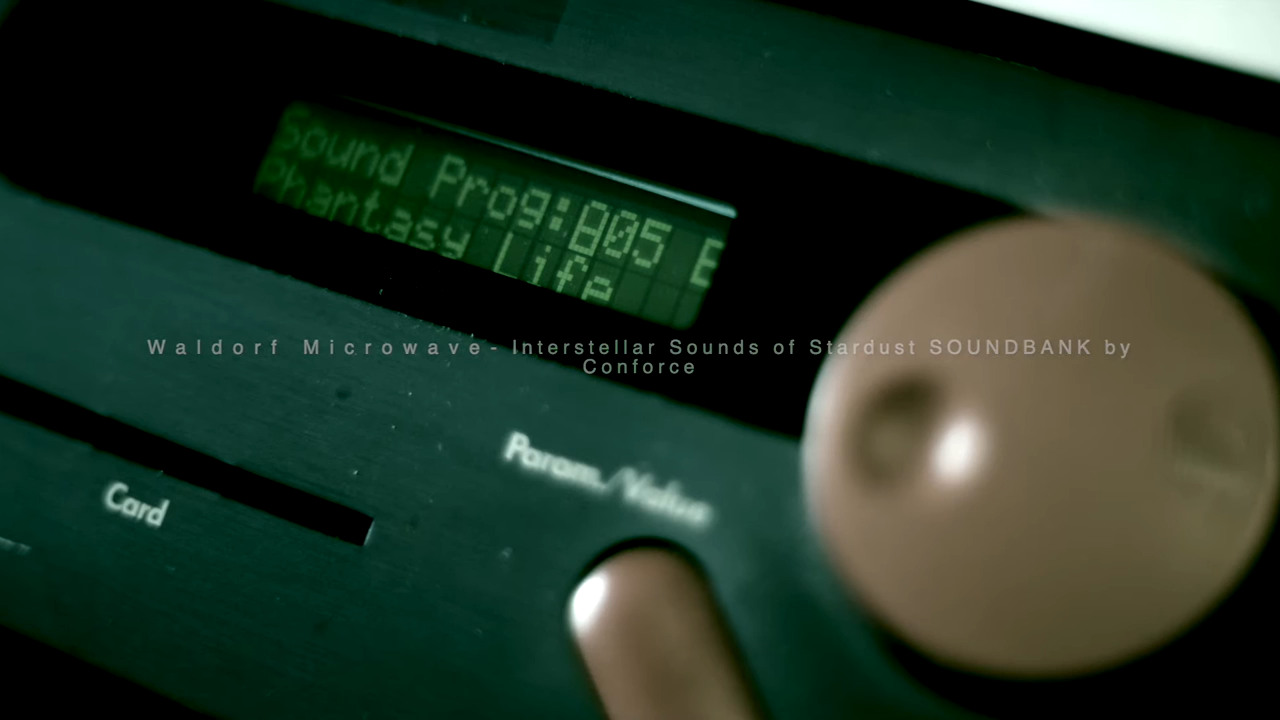 Sound Prog:005 E
Phantasy Life
Waldorf Microwave- Interstellar Sounds of Stardust SOUNDBANK by
Conforce
Param./Value
Card